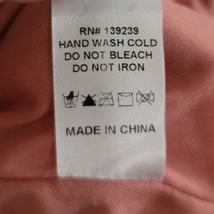 RN# 139239
HAND WASH COLD
DO NOT BLEACH
DO NOT IRON
MADE IN CHINA